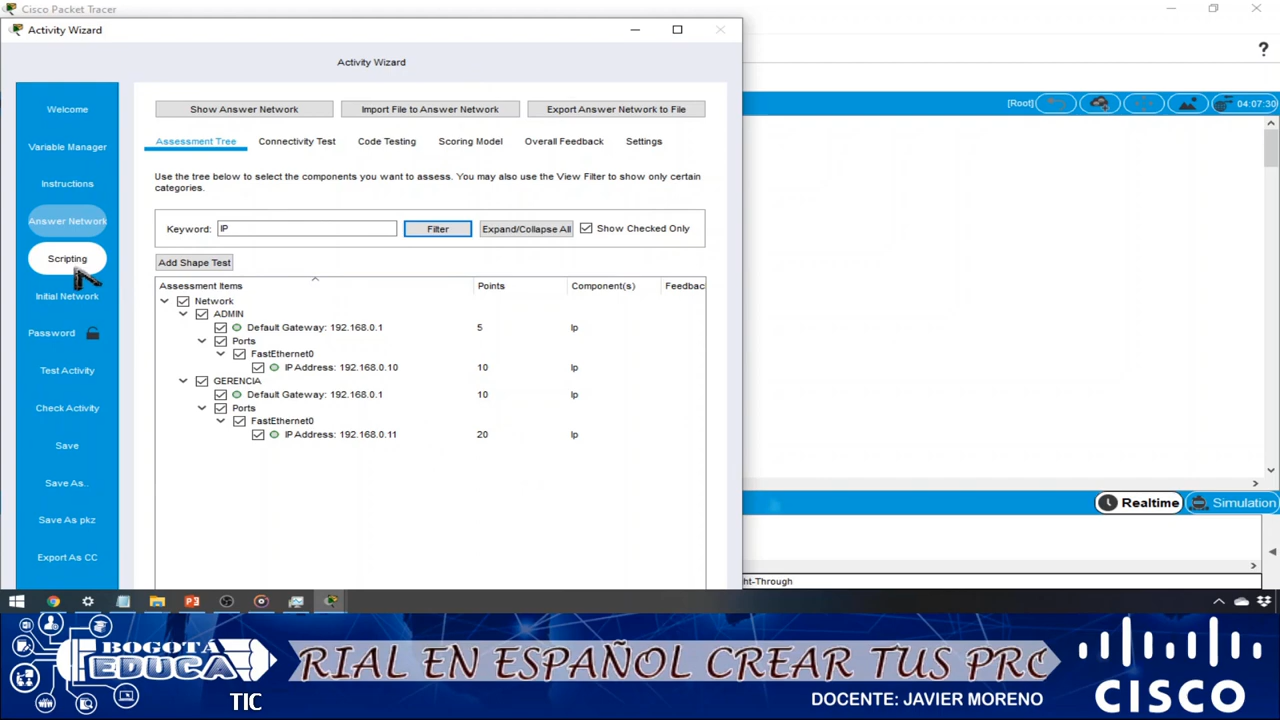 Cisco Packet Tracer
Activity Wizard
Activity Wizard
?
Welcome
Variable Manager
Instructions
Answer Network
Scripting
Initial Network
Password
Test Activity
Check Activity
Save
Save As..
Save As pkz
Export As CC
Show Answer Network
Import File to Answer Network
Export Answer Network to File
Assessment Tree
Connectivity Test
Code Testing
Scoring Model
Overall Feedback
Settings
Use the tree below to select the components you want to assess. You may also use the View Filter to show only certain
categories.
Keyword: IP
Filter
Expand/Collapse All
Show Checked Only
Add Shape Test
Assessment Items Points Component(s) Feedbac
Network
ADMIN
Default Gateway: 192.168.0.1 5 Ip
Ports
FastEthernet0
IP Address: 192.168.0.10 10 Ip
GERENCIA
Default Gateway: 192.168.0.1 10 Ip
Ports
FastEthernet0
IP Address: 192.168.0.11 20 Ip
[Root]
04:07:30
Realtime
Simulation
ht-Through
BOGOTÁ
EDUCA
TIC
RIAL EN ESPAÑOL CREAR TUS PRO
DOCENTE: JAVIER MORENO
CISCO